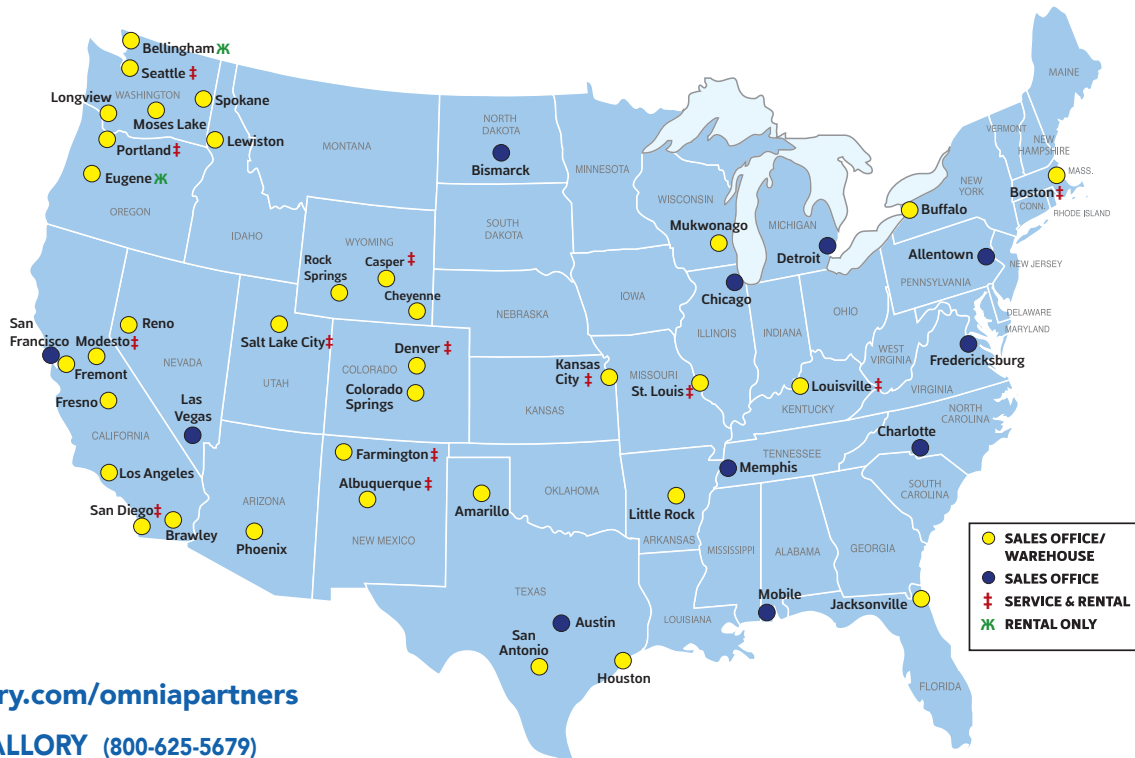 Bellingham Ж
Seattle ‡
WASHINGTON
Longview
Spokane
Moses Lake
Portland ‡
Lewiston
Eugene Ж
OREGON
MONTANA
IDAHO
NORTH
DAKOTA
Bismarck
MINNESOTA
SOUTH
DAKOTA
WISCONSIN
Mukwonago
MICHIGAN
Detroit
Chicago
MAINE
VERMONT
NEW
HAMPSHIRE
NEW
YORK
MASS.
Boston ‡
CONN.
RHODE ISLAND
Buffalo
Allentown
NEW JERSEY
PENNSYLVANIA
DELAWARE
MARYLAND
WYOMING
Rock
Springs
Casper ‡
Cheyenne
NEBRASKA
IOWA
ILLINOIS
INDIANA
OHIO
WEST
VIRGINIA
Fredericksburg
VIRGINIA
San
Francisco
Reno
Modesto ‡
Fremont
NEVADA
Fresno
CALIFORNIA
Las
Vegas
Los Angeles
San Diego ‡
Brawley
Salt Lake City ‡
UTAH
Denver ‡
COLORADO
Colorado
Springs
Kansas
City ‡
KANSAS
MISSOURI
St. Louis ‡
Louisville ‡
KENTUCKY
NORTH
CAROLINA
Charlotte
TENNESSEE
Memphis
SOUTH
CAROLINA
ARIZONA
Phoenix
Farmington ‡
Albuquerque ‡
NEW MEXICO
Amarillo
OKLAHOMA
Little Rock
ARKANSAS
MISSISSIPPI
ALABAMA
GEORGIA
TEXAS
Austin
San
Antonio
Houston
LOUISIANA
Mobile
Jacksonville
FLORIDA
SALES OFFICE/
WAREHOUSE
SALES OFFICE
‡ SERVICE & RENTAL
Ж RENTAL ONLY
ry.com/omniapartners
ALLORY (800-625-5679)